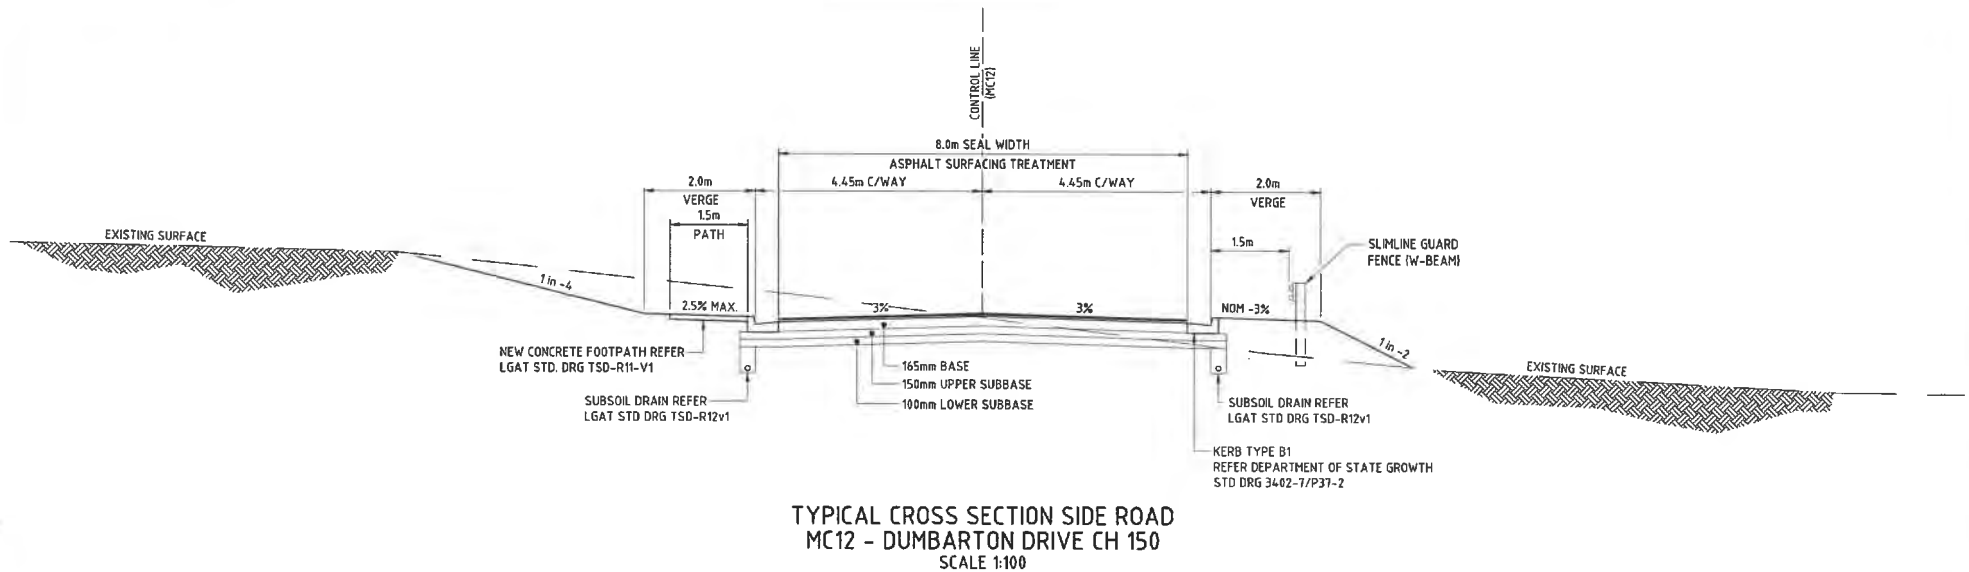 CONTROL LINE
(MC12)
8.0m SEAL WIDTH
ASPHALT SURFACING TREATMENT
2.0m
VERGE
4.45m C/WAY
4.45m C/WAY
2.0m
VERGE
1.5m
PATH
EXISTING SURFACE
1.5m
SLIMLINE GUARD
FENCE (W-BEAM)
1 in -4
2.5% MAX.
3%
3%
NOM -3%
1 in -2
NEW CONCRETE FOOTPATH REFER
LGAT STD. DRG TSD-R11-V1
165mm BASE
150mm UPPER SUBBASE
100mm LOWER SUBBASE
EXISTING SURFACE
SUBSOIL DRAIN REFER
LGAT STD DRG TSD-R12v1
SUBSOIL DRAIN REFER
LGAT STD DRG TSD-R12v1
KERB TYPE B1
REFER DEPARTMENT OF STATE GROWTH
STD DRG 3402-7/P37-2
TYPICAL CROSS SECTION SIDE ROAD
MC12 - DUMBARTON DRIVE CH 150
SCALE 1:100